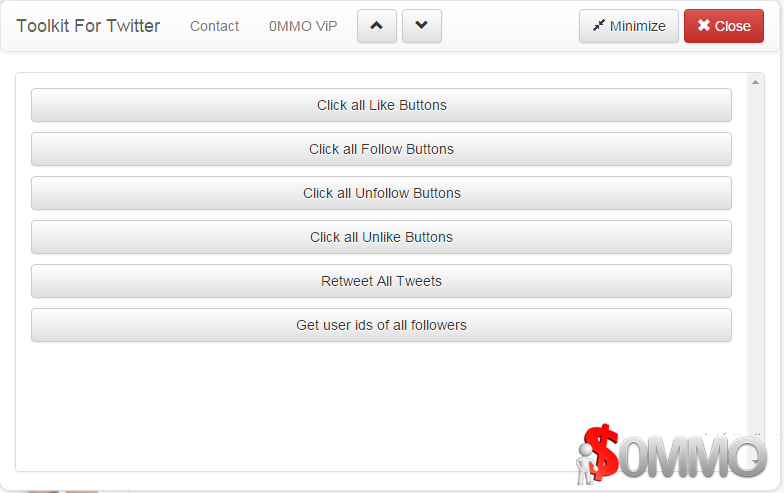 Toolkit For Twitter
Contact
0MMO ViP
Minimize
Close
Click all Like Buttons
Click all Follow Buttons
Click all Unfollow Buttons
Click all Unlike Buttons
Retweet All Tweets
Get user ids of all followers
$0MMO